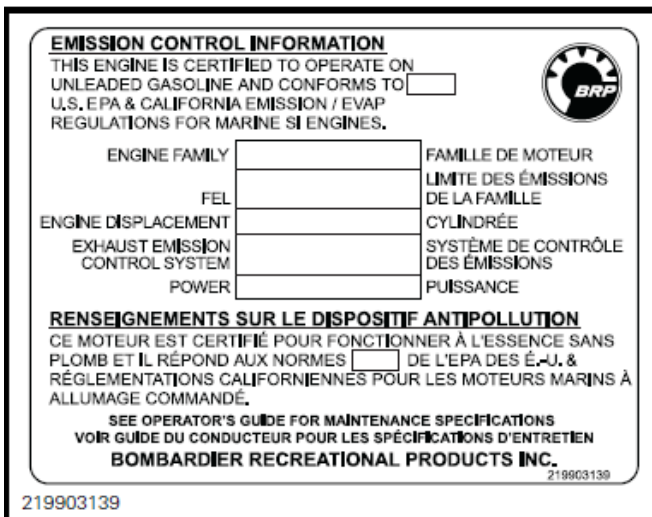 EMISSION CONTROL INFORMATION
THIS ENGINE IS CERTIFIED TO OPERATE ON
UNLEADED GASOLINE AND CONFORMS TO
U.S. EPA & CALIFORNIA EMISSION / EVAP
REGULATIONS FOR MARINE SI ENGINES.
BRP
ENGINE FAMILY FAMILLE DE MOTEUR
FEL LIMITE DES ÉMISSIONS
DE LA FAMILLE
ENGINE DISPLACEMENT CYLINDRÉE
EXHAUST EMISSION SYSTÈME DE CONTRÔLE
CONTROL SYSTEM DES ÉMISSIONS
POWER PUISSANCE
RENSEIGNEMENTS SUR LE DISPOSITIF ANTIPOLLUTION
CE MOTEUR EST CERTIFIÉ POUR FONCTIONNER À L'ESSENCE SANS
PLOMB ET IL RÉPOND AUX NORMES DE L'EPA DES É.-U. &
RÉGLEMENTATIONS CALIFORNIENNES POUR LES MOTEURS MARINS À
ALLUMAGE COMMANDÉ.
SEE OPERATOR'S GUIDE FOR MAINTENANCE SPECIFICATIONS
VOIR GUIDE DU CONDUCTEUR POUR LES SPÉCIFICATIONS D'ENTRETIEN
BOMBARDIER RECREATIONAL PRODUCTS INC.
219903139
219903139